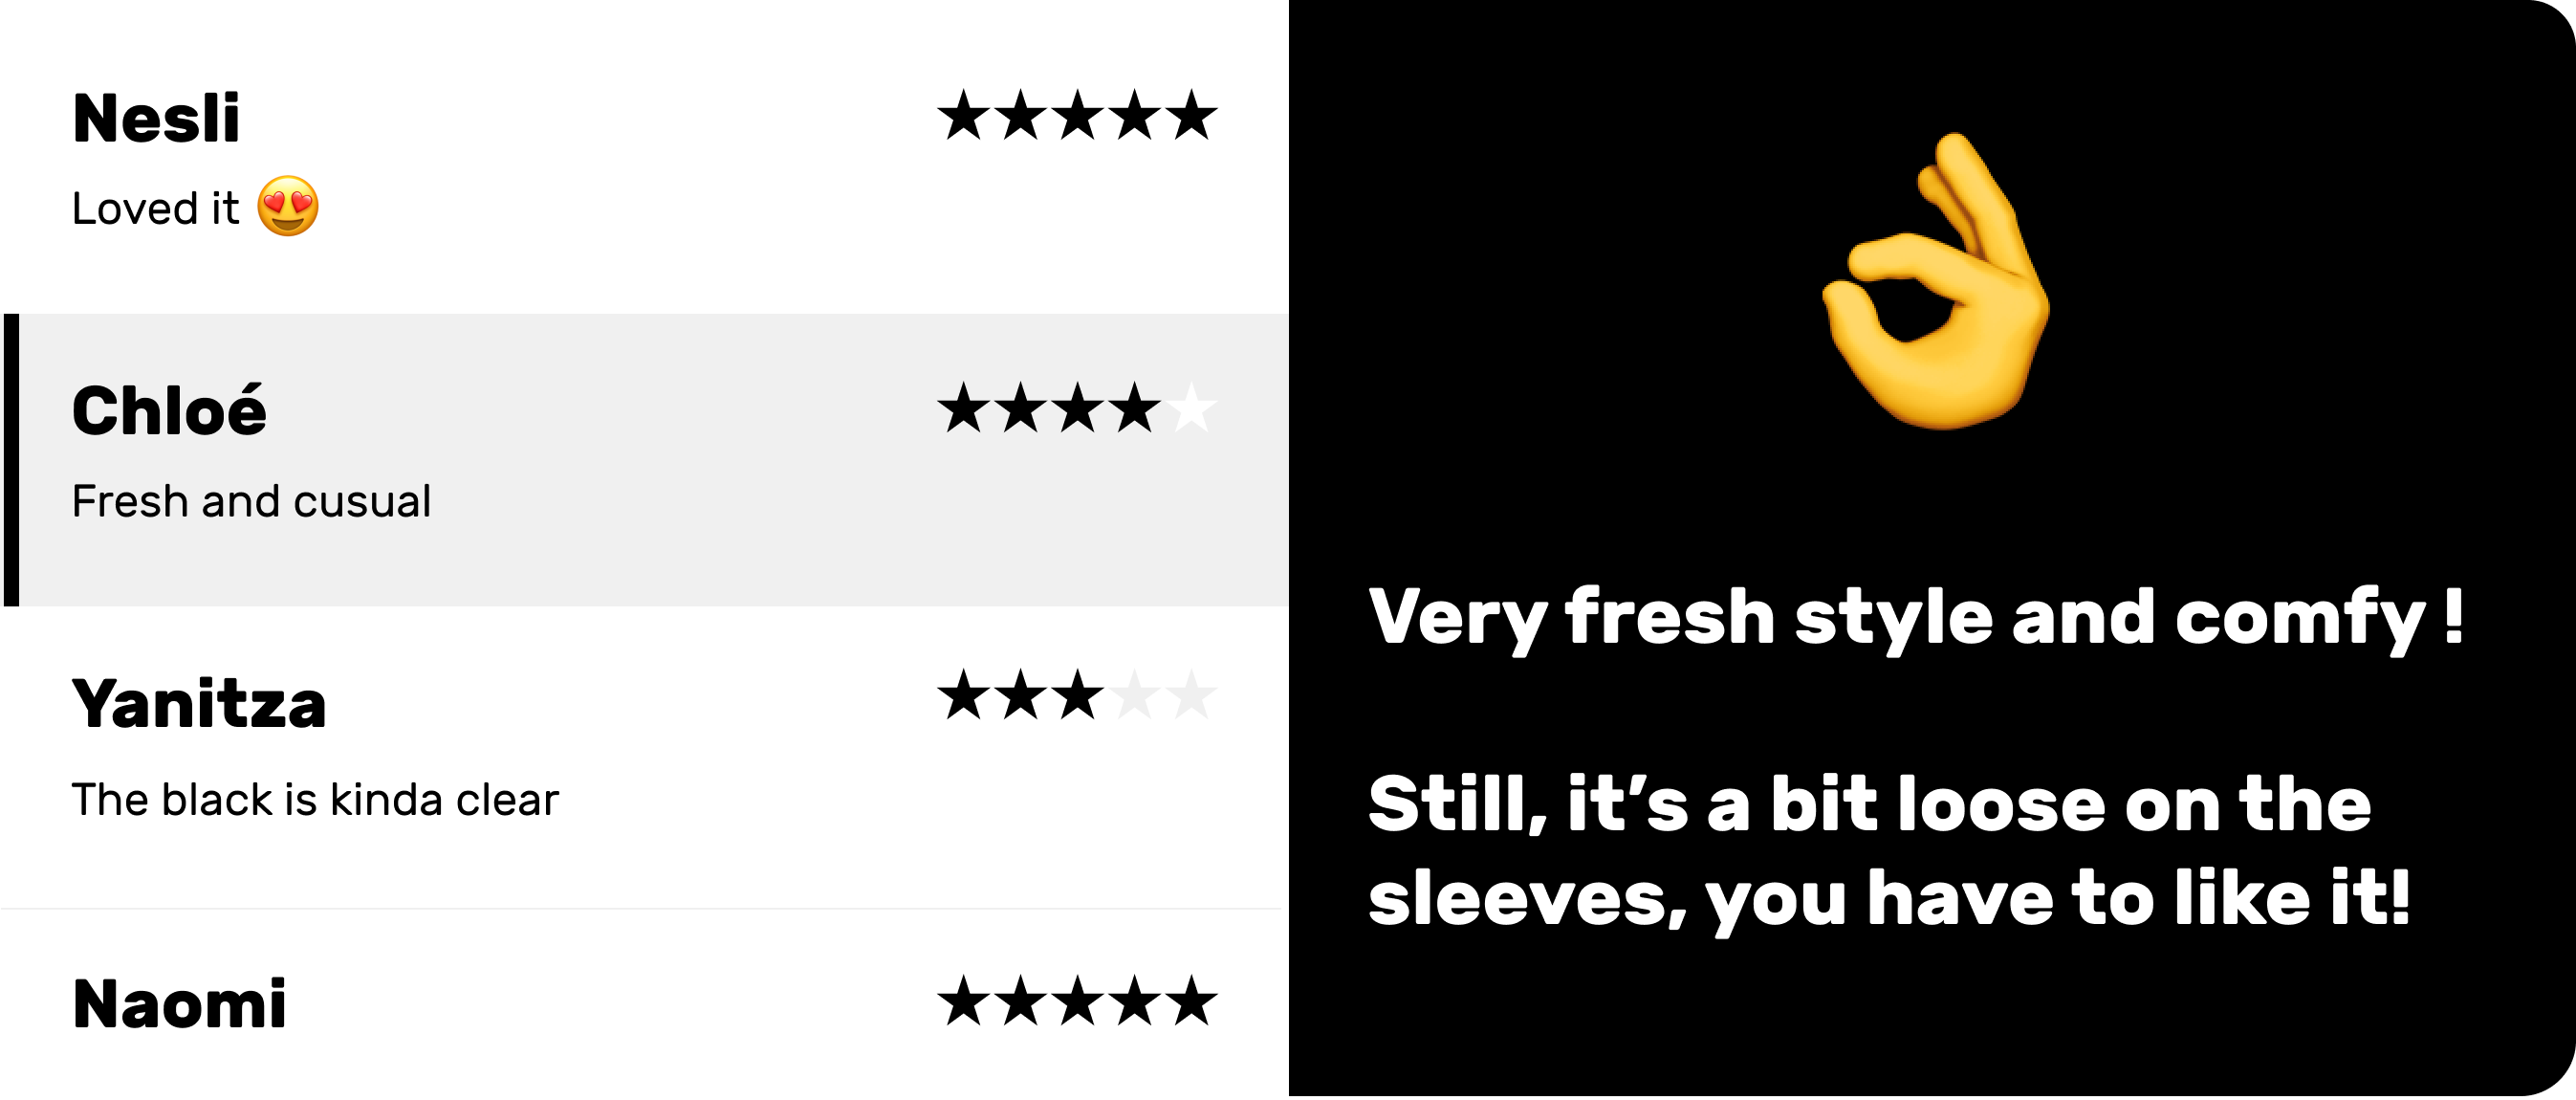 Nesli
★★★★★
Loved it 😍
Chloé
★★★★★
Fresh and cusual
Yanitza
★★★★★
The black is kinda clear
Naomi
★★★★★
👌
Very fresh style and comfy !
Still, it’s a bit loose on the
sleeves, you have to like it!